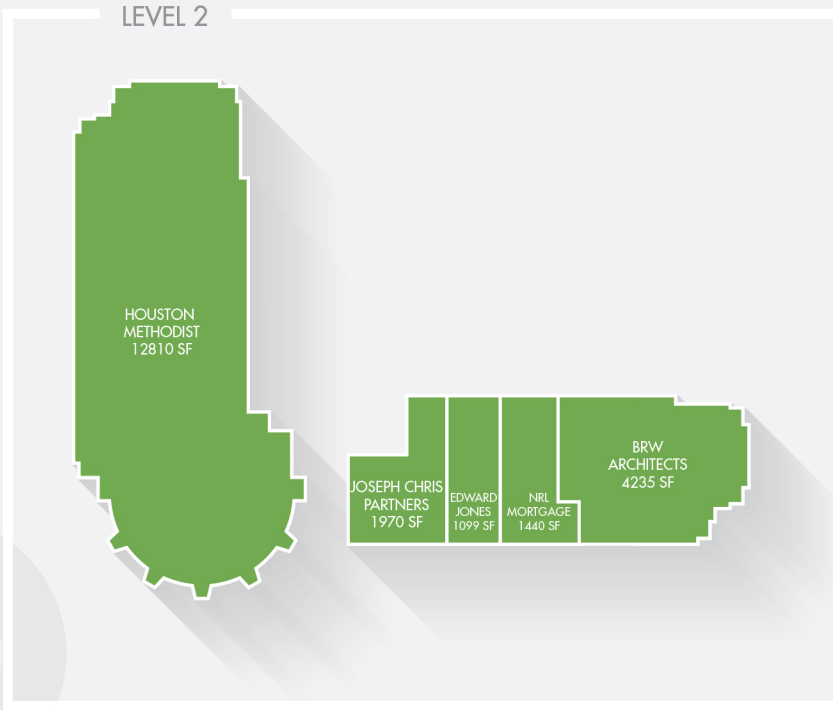 LEVEL 2
HOUSTON
METHODIST
12810 SF
JOSEPH CHRIS
PARTNERS
1970 SF
EDWARD
JONES
1099 SF
NRL
MORTGAGE
1440 SF
BRW
ARCHITECTS
4235 SF